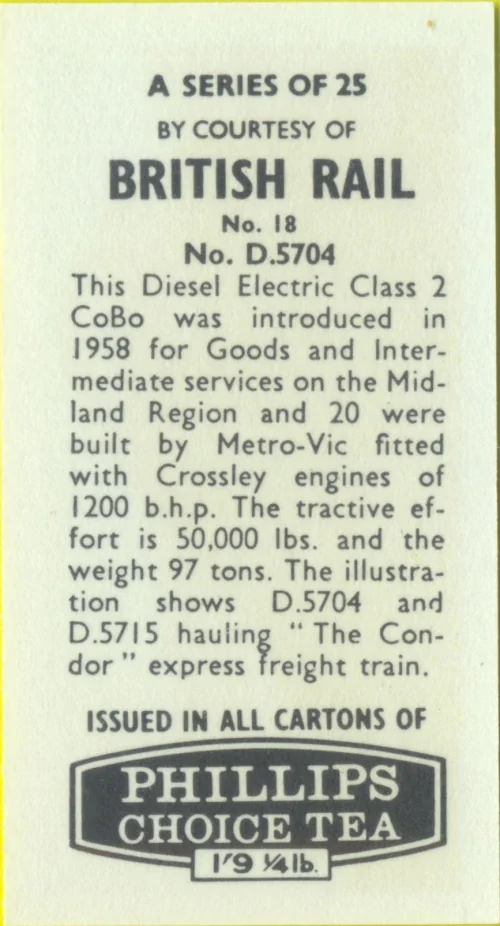 A SERIES OF 25
BY COURTESY OF
BRITISH RAIL
No. 18
No. D.5704
This Diesel Electric Class 2
CoBo was introduced in
1958 for Goods and Inter-
mediate services on the Mid-
land Region and 20 were
built by Metro-Vic fitted
with Crossley engines of
1200 b.h.p. The tractive ef-
fort is 50,000 lbs. and the
weight 97 tons. The illustra-
tion shows D.5704 and
D.5715 hauling “ The Con-
dor ” express freight train.
ISSUED IN ALL CARTONS OF
PHILLIPS
CHOICE TEA
1'9 ¼ lb.